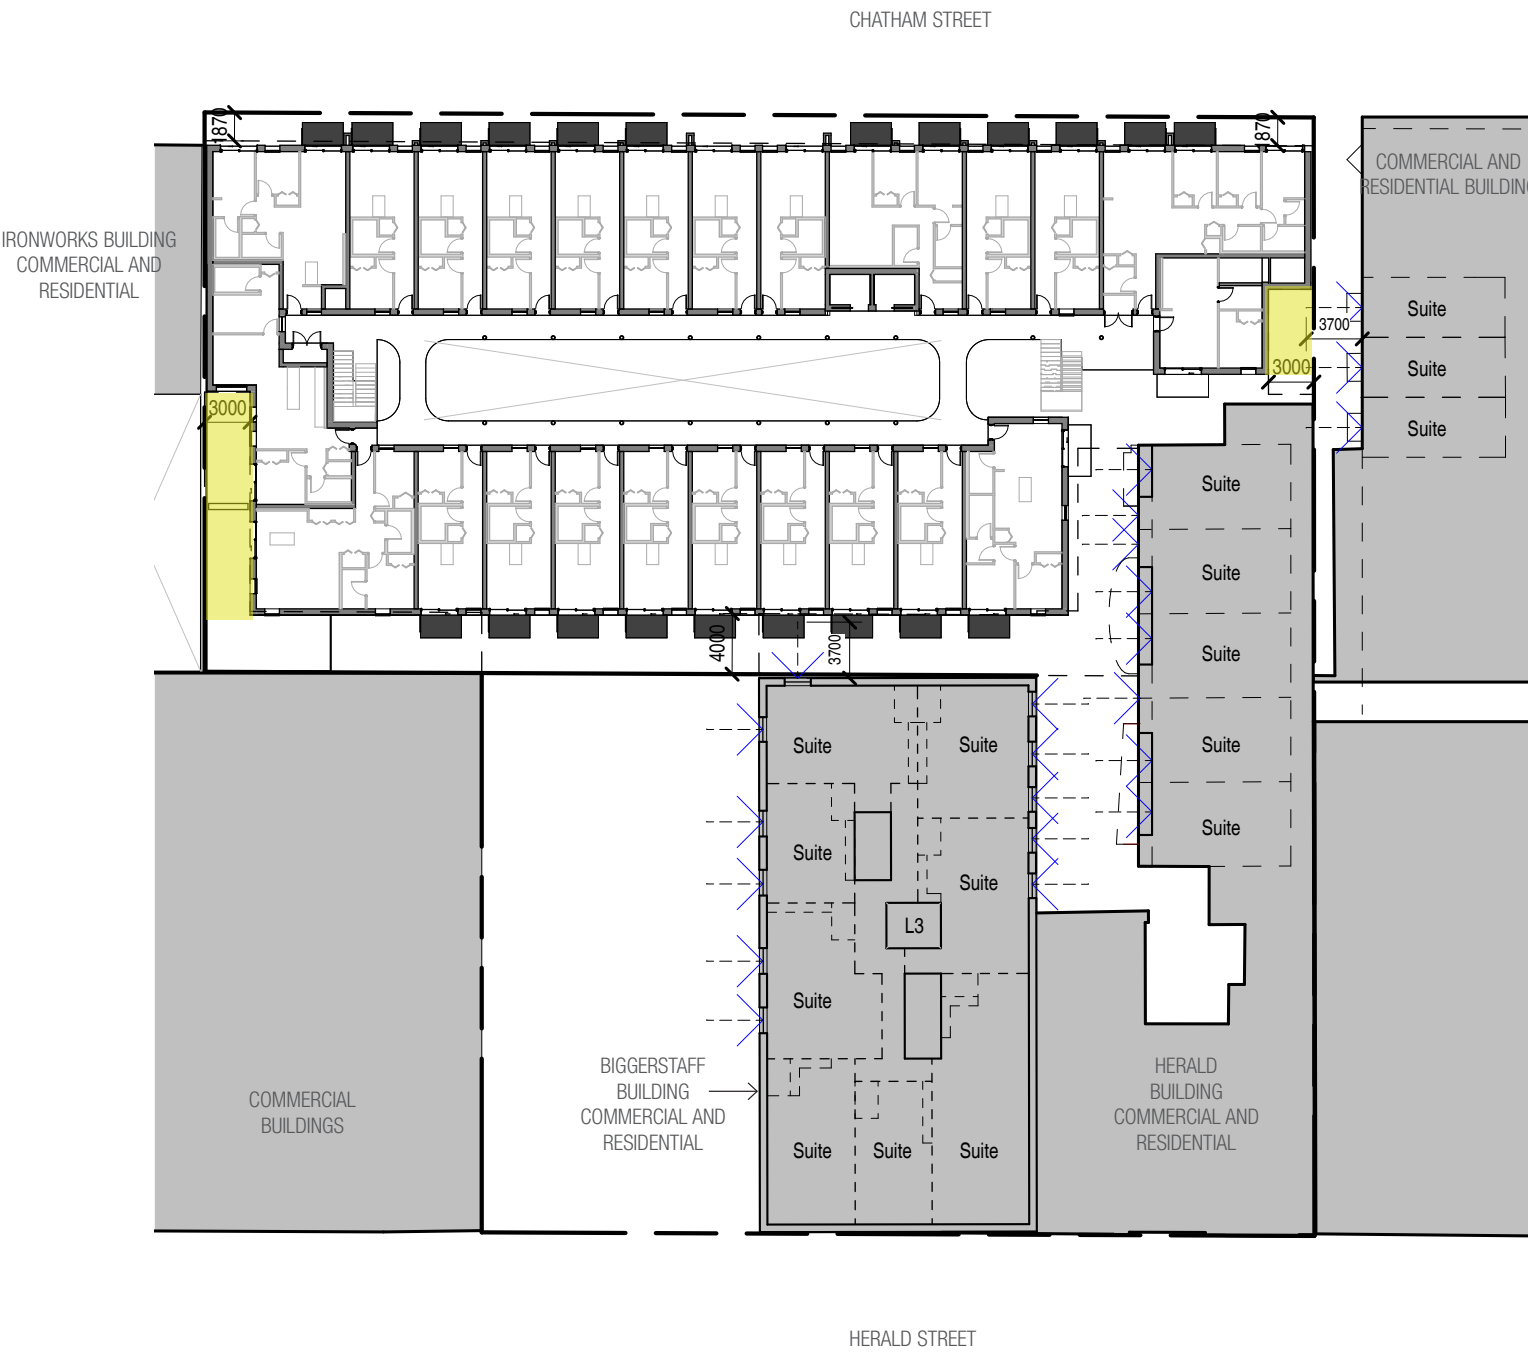 CHATHAM STREET
1870
1870
COMMERCIAL AND
RESIDENTIAL BUILDING
IRONWORKS BUILDING
COMMERCIAL AND
RESIDENTIAL
Suite
3700
Suite
3000
3000
Suite
Suite
Suite
4000
3700
Suite
Suite
Suite
Suite
Suite
Suite
Suite
L3
Suite
BIGGERSTAFF
BUILDING
COMMERCIAL AND
RESIDENTIAL
HERALD
BUILDING
COMMERCIAL AND
RESIDENTIAL
COMMERCIAL
BUILDINGS
Suite
Suite
Suite
HERALD STREET